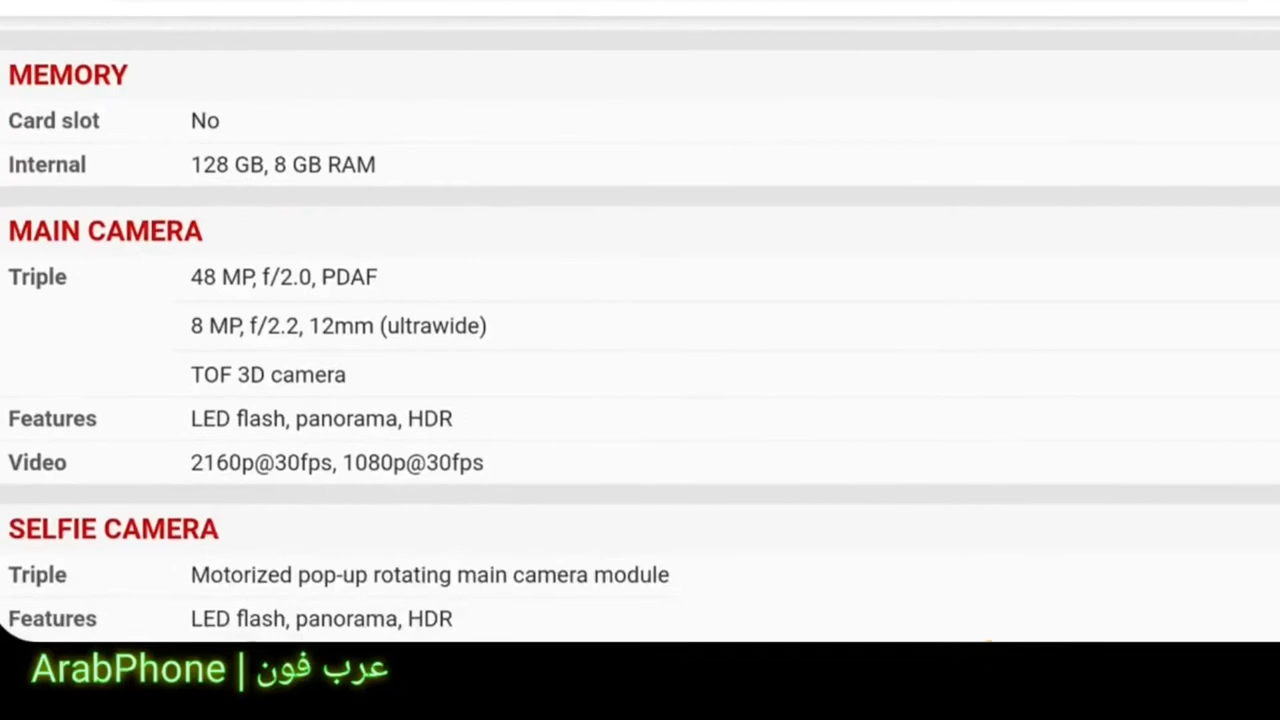 MEMORY
Card slot No
Internal 128 GB, 8 GB RAM
MAIN CAMERA
Triple 48 MP, f/2.0, PDAF
8 MP, f/2.2, 12mm (ultrawide)
TOF 3D camera
Features LED flash, panorama, HDR
Video 2160p@30fps, 1080p@30fps
SELFIE CAMERA
Triple Motorized pop-up rotating main camera module
Features LED flash, panorama, HDR
ArabPhone | عرب فون